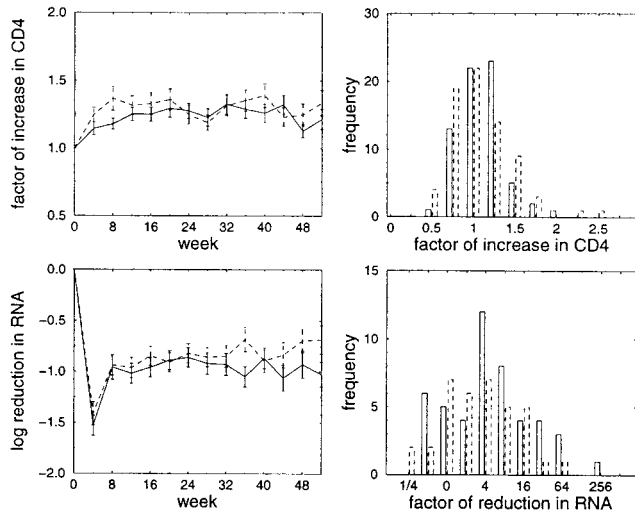 factor of increase in CD4
2.0
1.5
1.0
0.5
0 8 16 24 32 40 48
week
frequency
30
20
10
0
0 0.5 1 1.5 2 2.5
factor of increase in CD4
log reduction in RNA
0.0
−0.5
−1.0
−1.5
−2.0
0 8 16 24 32 40 48
week
frequency
15
10
5
0
1/4 0 4 16 64 256
factor of reduction in RNA